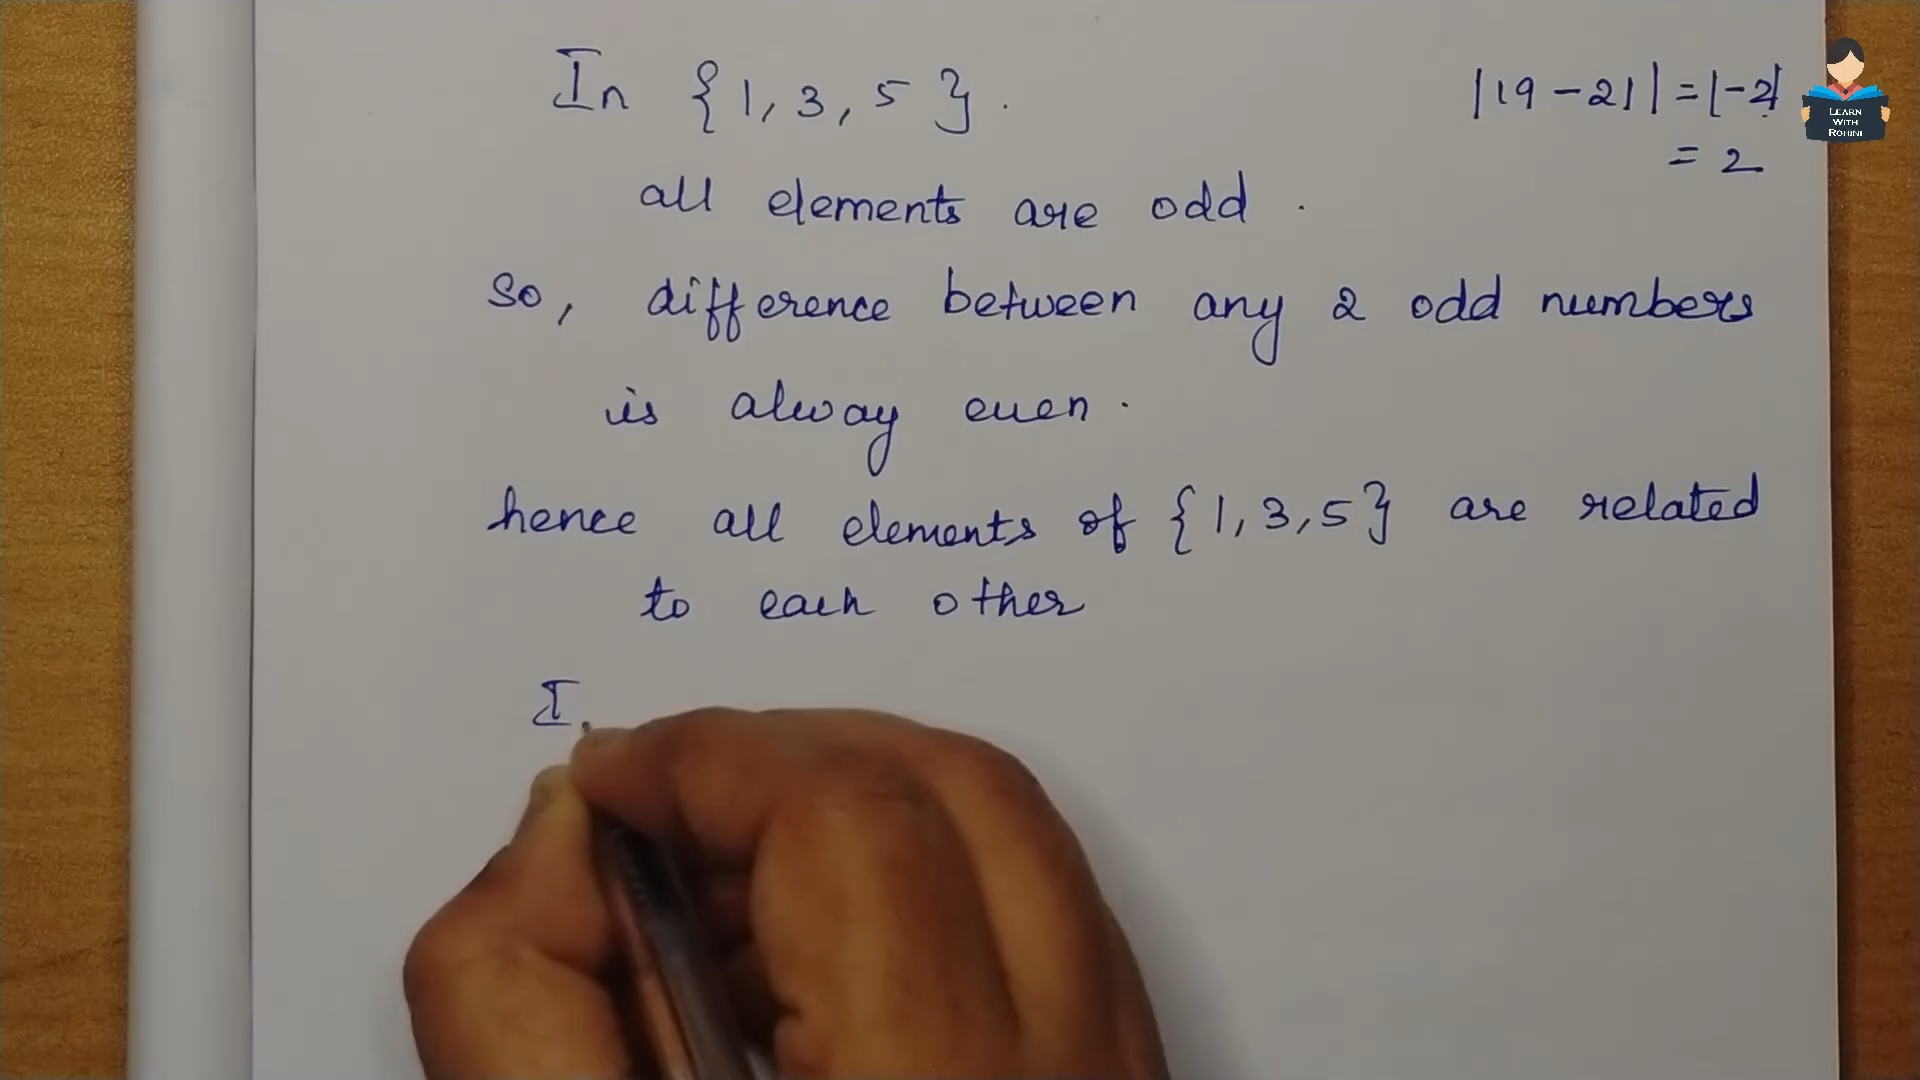 In {1, 3, 5}.
|19 - 21| = |-2|
= 2
all elements are odd.
so, difference between any 2 odd numbers
is alway even.
hence all elements of {1, 3, 5} are related
to each other
I
LEARN
WITH
ROHINI